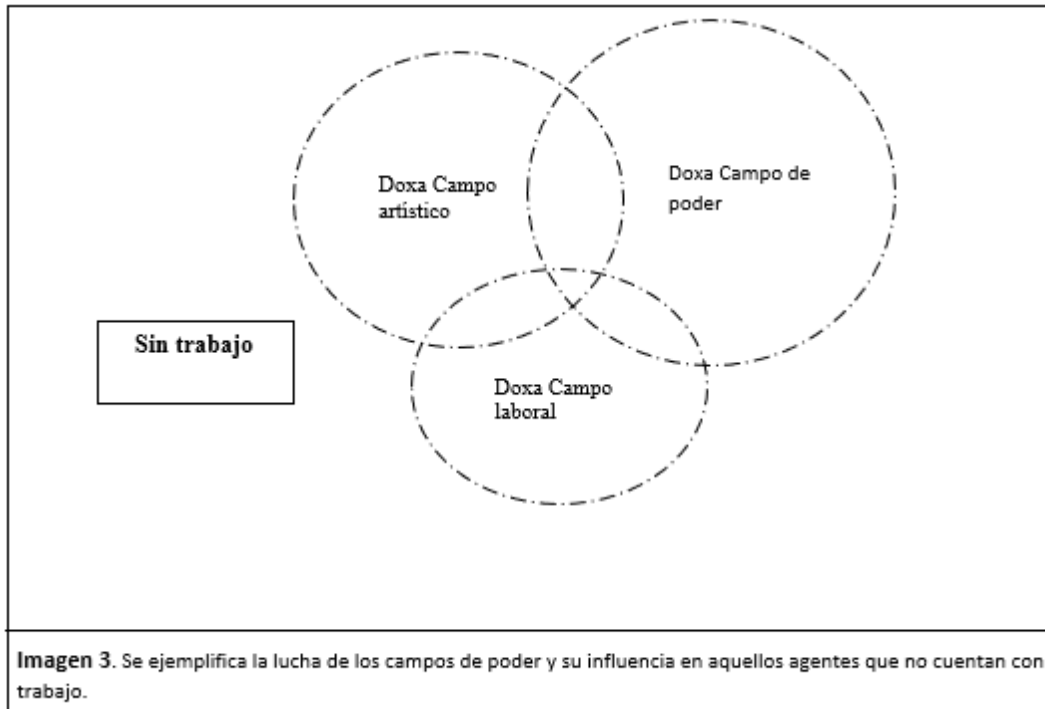 Doxa Campo
artístico
Doxa Campo de
poder
Sin trabajo
Doxa Campo
laboral
Imagen 3. Se ejemplifica la lucha de los campos de poder y su influencia en aquellos agentes que no cuentan con
trabajo.